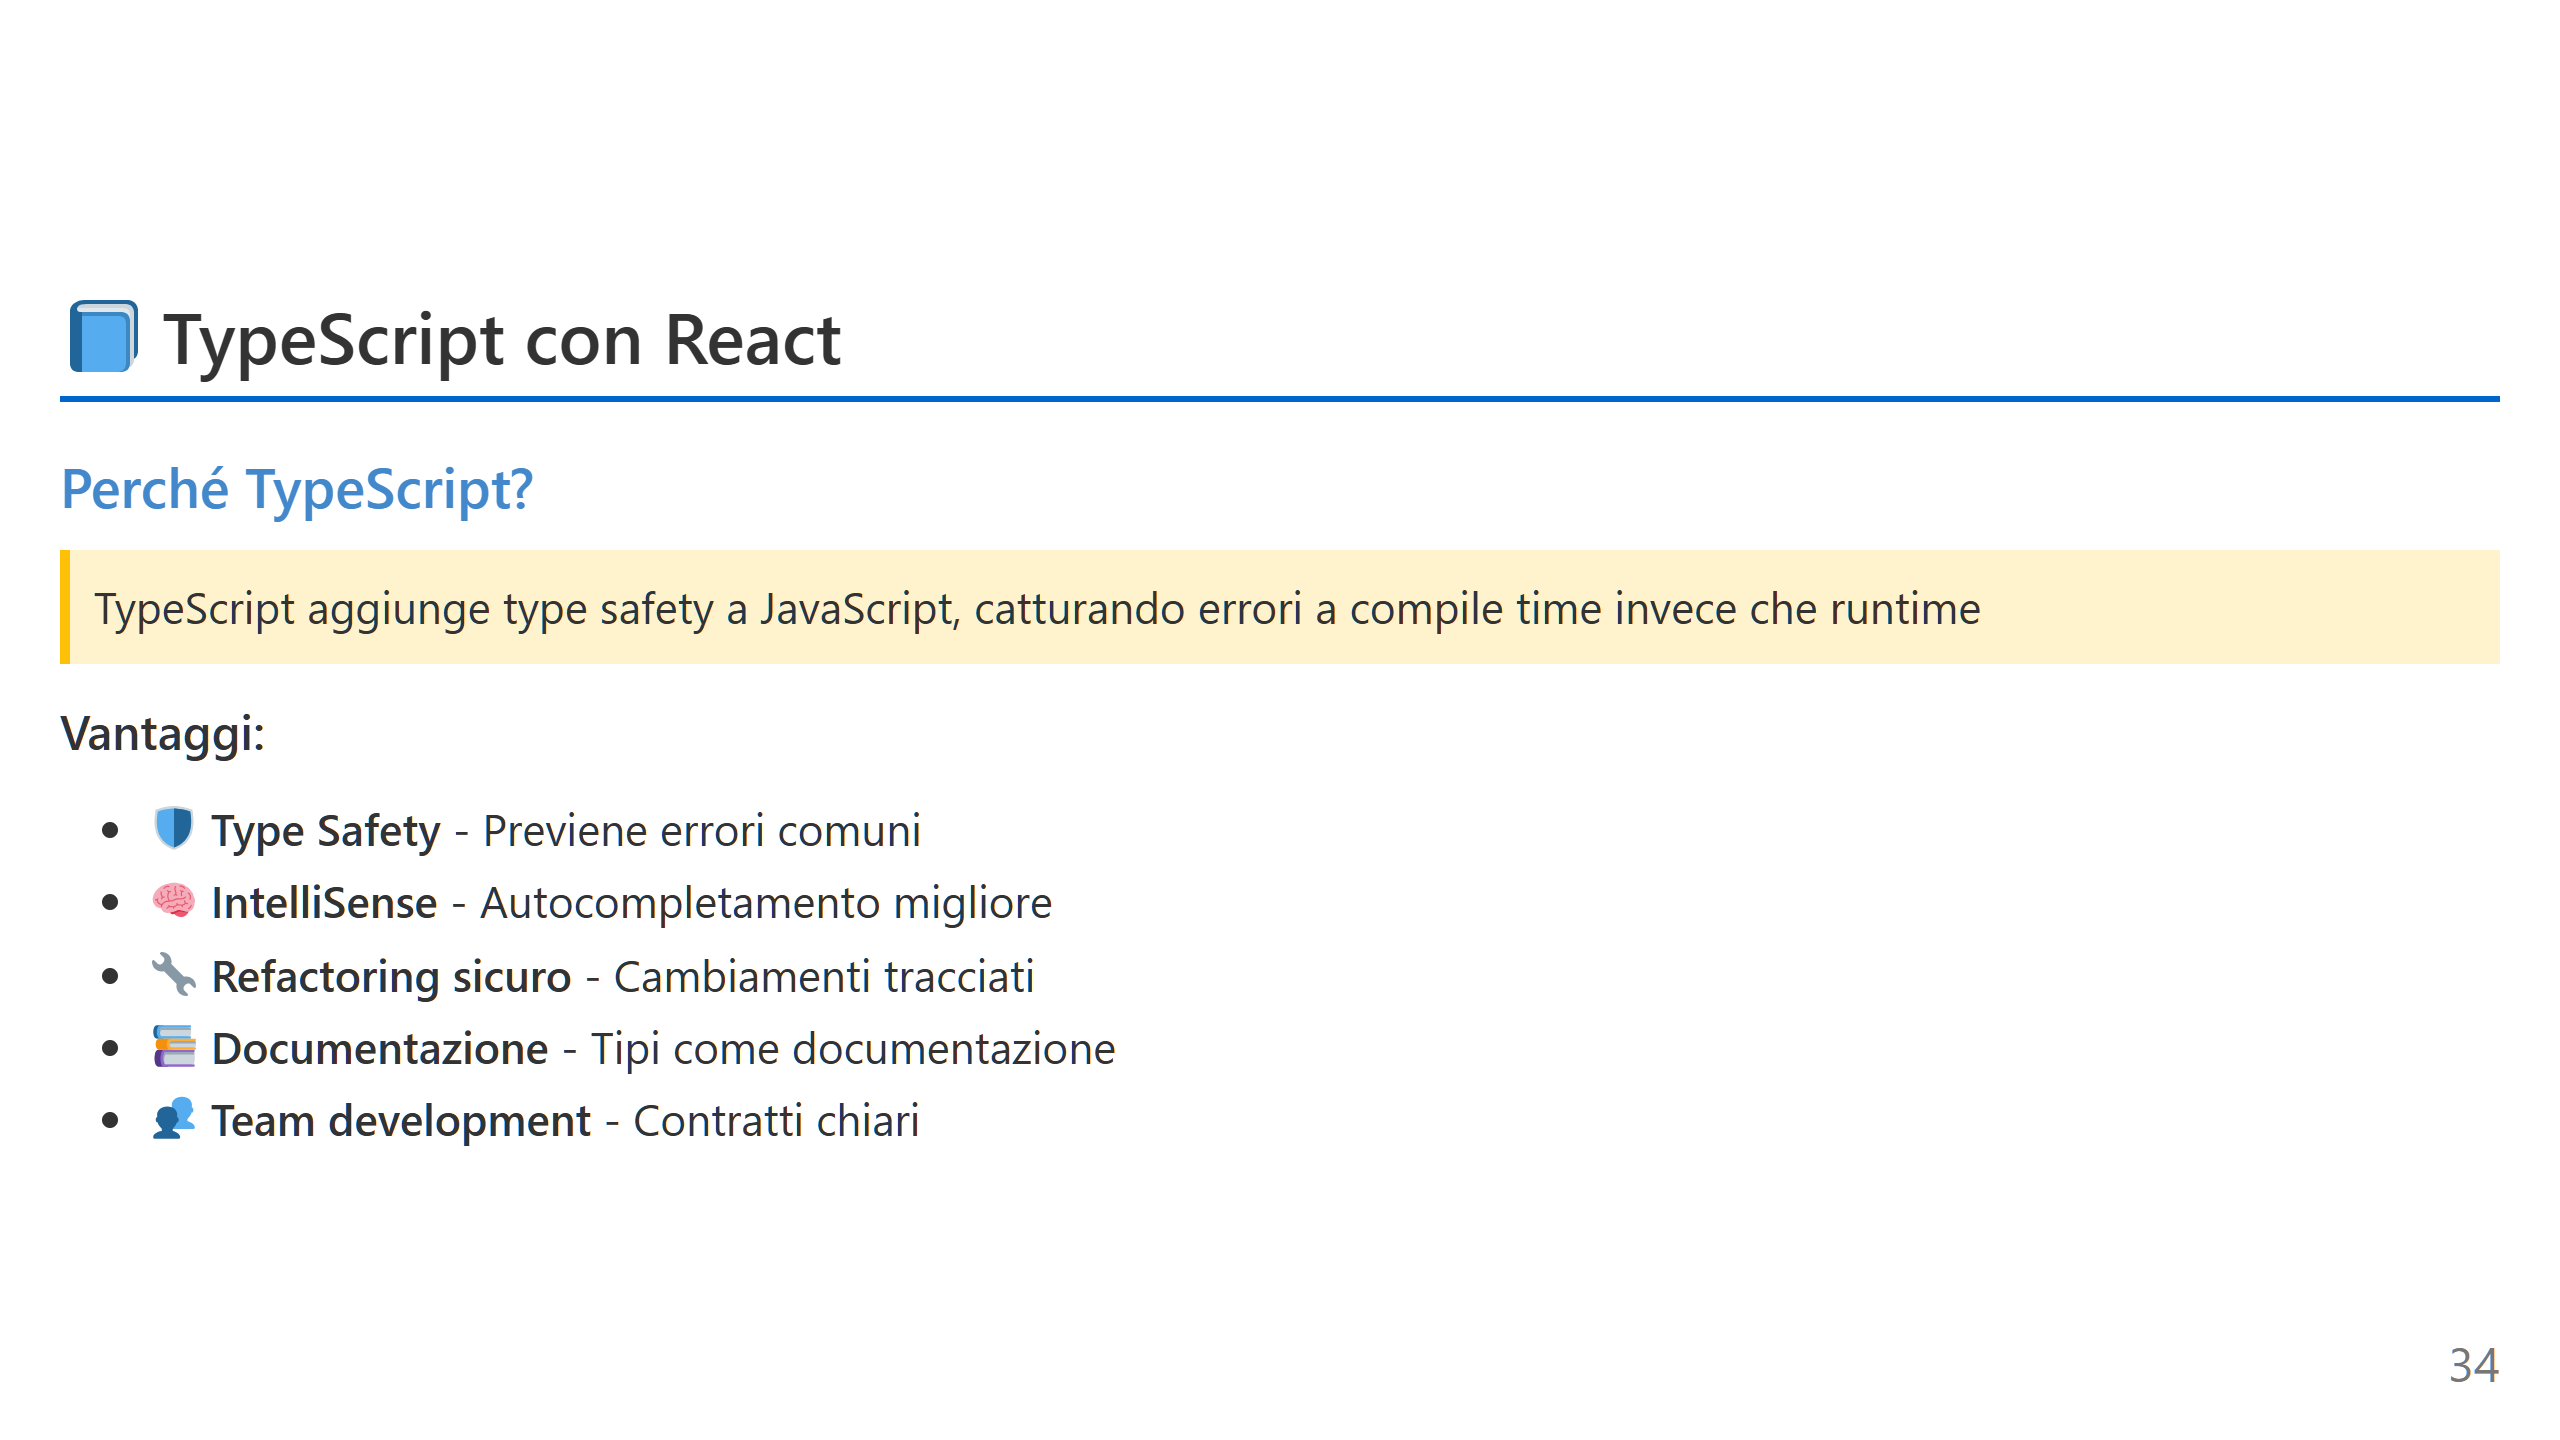 TypeScript con React
Perché TypeScript?
TypeScript aggiunge type safety a JavaScript, catturando errori a compile time invece che runtime
Vantaggi:
Type Safety - Previene errori comuni
IntelliSense - Autocompletamento migliore
Refactoring sicuro - Cambiamenti tracciati
Documentazione - Tipi come documentazione
Team development - Contratti chiari
34